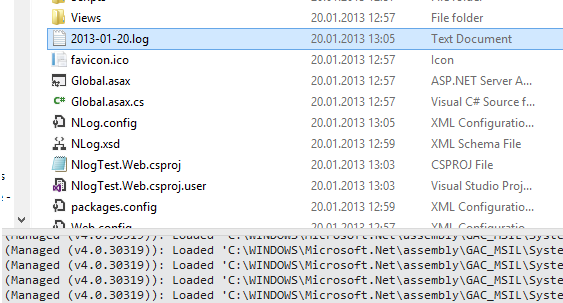 Scripts 20.01.2013 12:57 File folder
Views 20.01.2013 12:57 File folder
2013-01-20.log 20.01.2013 13:05 Text Document
favicon.ico 20.01.2013 12:57 Icon
Global.asax 20.01.2013 12:57 ASP.NET Server A...
Global.asax.cs 20.01.2013 12:57 Visual C# Source f...
NLog.config 20.01.2013 13:05 XML Configuratio...
NLog.xsd 20.01.2013 12:59 XML Schema File
NlogTest.Web.csproj 20.01.2013 13:03 CSPROJ File
NlogTest.Web.csproj.user 20.01.2013 12:57 Visual Studio Proj...
packages.config 20.01.2013 12:59 XML Configuratio...
Web.config 20.01.2013 12:57 XML Configuratio...
(Managed (v4.0.30319)): Loaded 'C:\WINDOWS\Microsoft.Net\assembly\GAC_MSIL\Syste
(Managed (v4.0.30319)): Loaded 'C:\WINDOWS\Microsoft.Net\assembly\GAC_MSIL\System
(Managed (v4.0.30319)): Loaded 'C:\WINDOWS\Microsoft.Net\assembly\GAC_MSIL\System
(Managed (v4.0.30319)): Loaded 'C:\WINDOWS\Microsoft.Net\assembly\GAC_MSIL\System
(Managed (v4.0.30319)): Loaded 'C:\WINDOWS\Microsoft.Net\assembly\GAC_MSIL\System